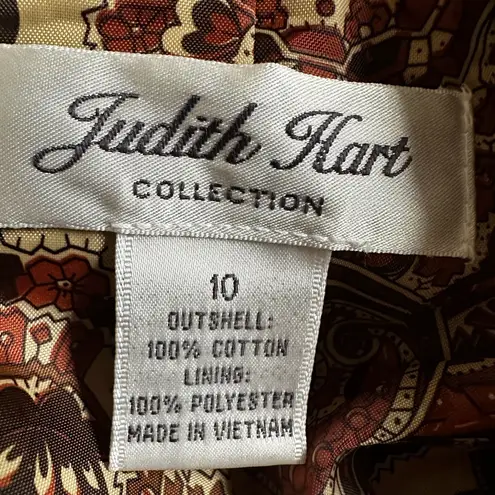 Judith Hart
COLLECTION
10
OUTSHELL:
100% COTTON
LINING:
100% POLYESTER
MADE IN VIETNAM